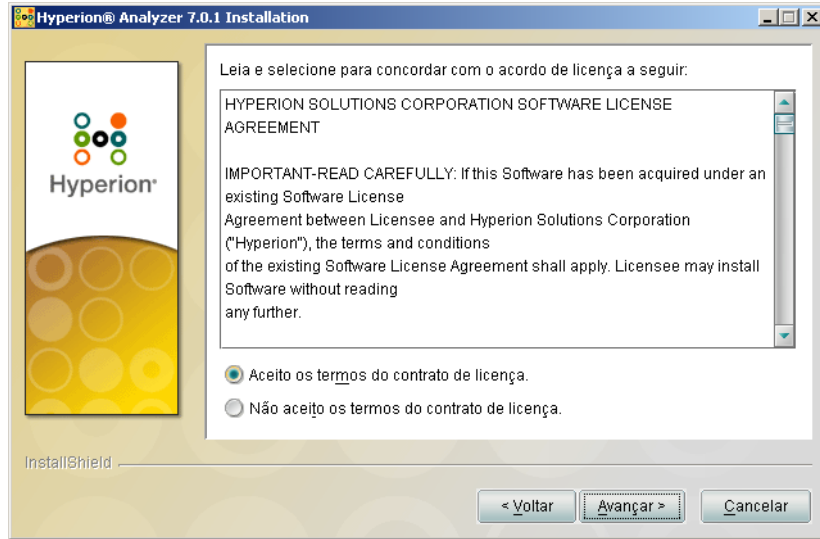 Hyperion® Analyzer 7.0.1 Installation
Leia e selecione para concordar com o acordo de licença a seguir:
HYPERION SOLUTIONS CORPORATION SOFTWARE LICENSE
AGREEMENT
IMPORTANT-READ CAREFULLY: If this Software has been acquired under an
existing Software License
Agreement between Licensee and Hyperion Solutions Corporation
("Hyperion"), the terms and conditions
of the existing Software License Agreement shall apply. Licensee may install
Software without reading
any further.
Hyperion·
Aceito os termos do contrato de licença.
Não aceito os termos do contrato de licença.
InstallShield
< Voltar
Avançar >
Cancelar